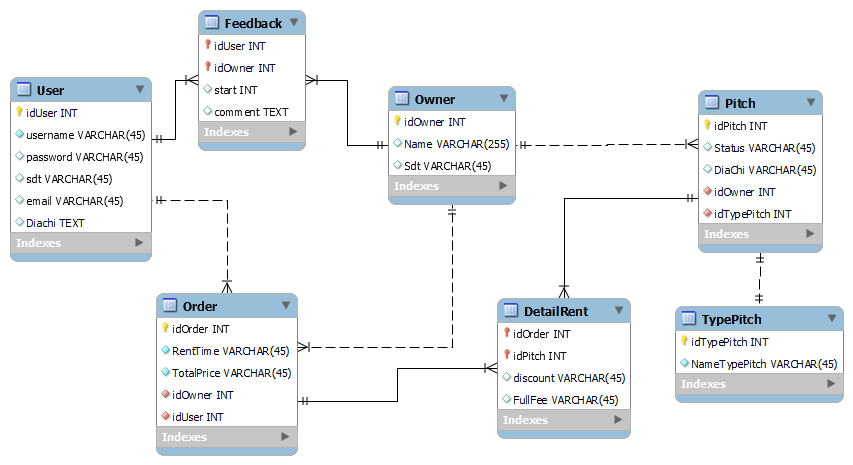 Feedback
idUser INT
idOwner INT
start INT
comment TEXT
Indexes
User
idUser INT
username VARCHAR(45)
password VARCHAR(45)
sdt VARCHAR(45)
email VARCHAR(45)
Diachi TEXT
Indexes
Owner
idOwner INT
Name VARCHAR(255)
Sdt VARCHAR(45)
Indexes
Pitch
idPitch INT
Status VARCHAR(45)
DiaChi VARCHAR(45)
idOwner INT
idTypePitch INT
Indexes
Order
idOrder INT
RentTime VARCHAR(45)
TotalPrice VARCHAR(45)
idOwner INT
idUser INT
Indexes
DetailRent
idOrder INT
idPitch INT
discount VARCHAR(45)
FullFee VARCHAR(45)
Indexes
TypePitch
idTypePitch INT
NameTypePitch VARCHAR(45)
Indexes